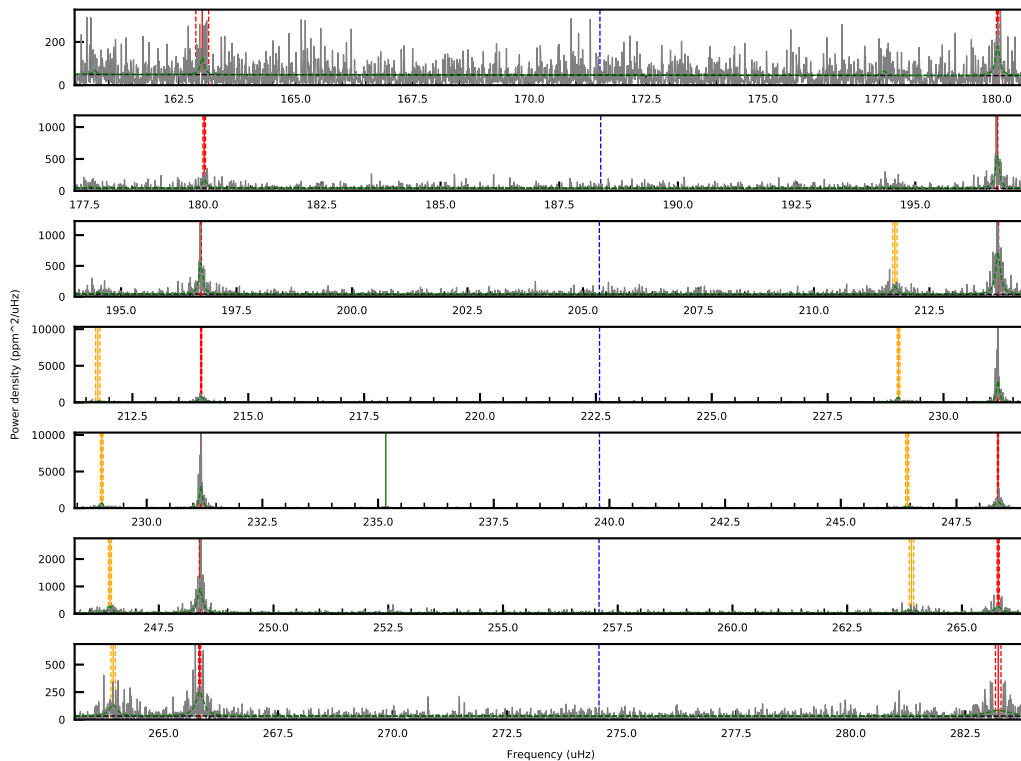 200
0
162.5 165.0 167.5 170.0 172.5 175.0 177.5 180.0
1000
500
0
177.5 180.0 182.5 185.0 187.5 190.0 192.5 195.0
1000
500
0
195.0 197.5 200.0 202.5 205.0 207.5 210.0 212.5
10000
5000
0
212.5 215.0 217.5 220.0 222.5 225.0 227.5 230.0
Power density (ppm^2/uHz)
10000
5000
0
230.0 232.5 235.0 237.5 240.0 242.5 245.0 247.5
2000
1000
0
247.5 250.0 252.5 255.0 257.5 260.0 262.5 265.0
500
250
0
265.0 267.5 270.0 272.5 275.0 277.5 280.0 282.5
Frequency (uHz)